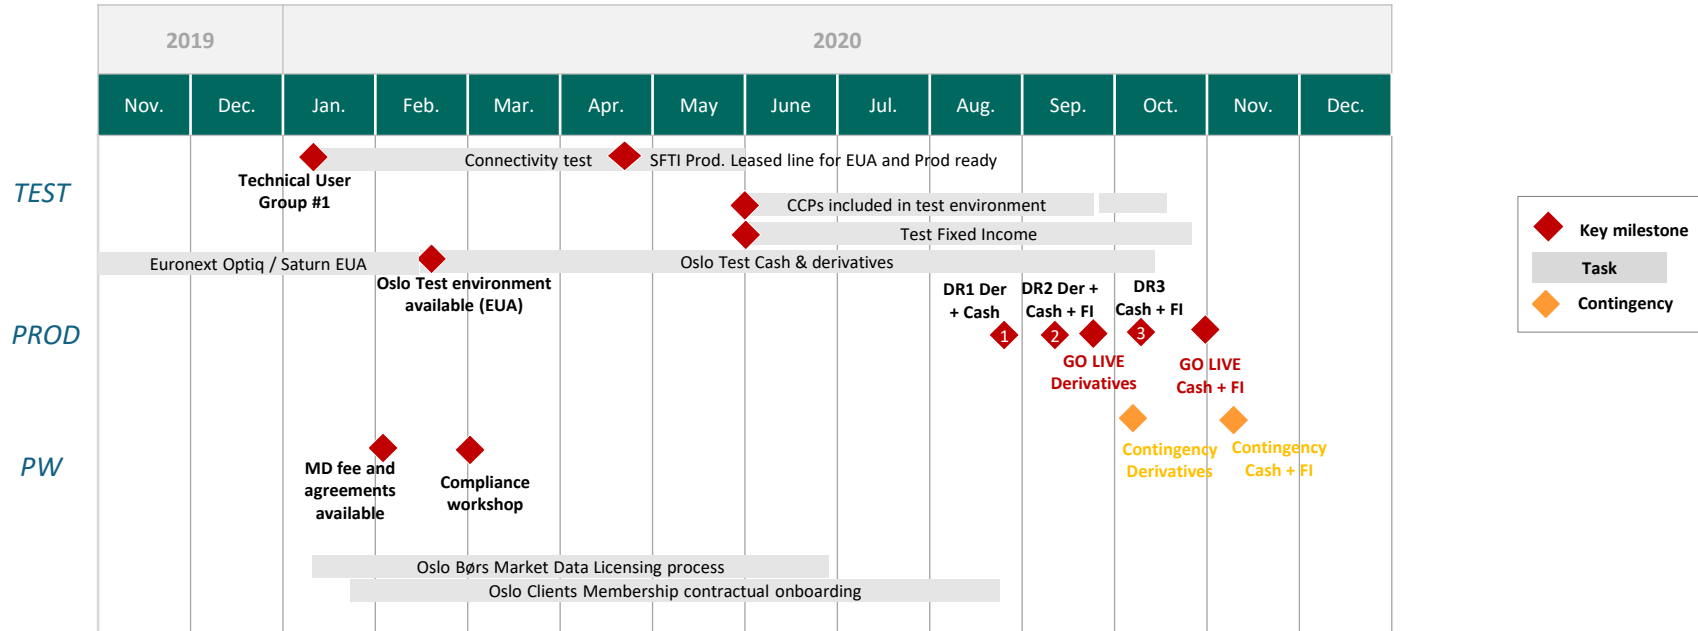 2019
2020
Nov.
Dec.
Jan.
Feb.
Mar.
Apr.
May
June
Jul.
Aug.
Sep.
Oct.
Nov.
Dec.
TEST
Connectivity test
SFTI Prod. Leased line for EUA and Prod ready
Technical User
Group #1
CCPs included in test environment
Test Fixed Income
Euronext Optiq / Saturn EUA
Oslo Test Cash & derivatives
Oslo Test environment
available (EUA)
PROD
DR1 Der
+ Cash
DR2 Der +
Cash + FI
DR3
Cash + FI
1
2
3
GO LIVE
Derivatives
GO LIVE
Cash + FI
Contingency
Derivatives
Contingency
Cash + FI
PW
MD fee and
agreements
available
Compliance
workshop
Oslo Børs Market Data Licensing process
Oslo Clients Membership contractual onboarding
Key milestone
Task
Contingency